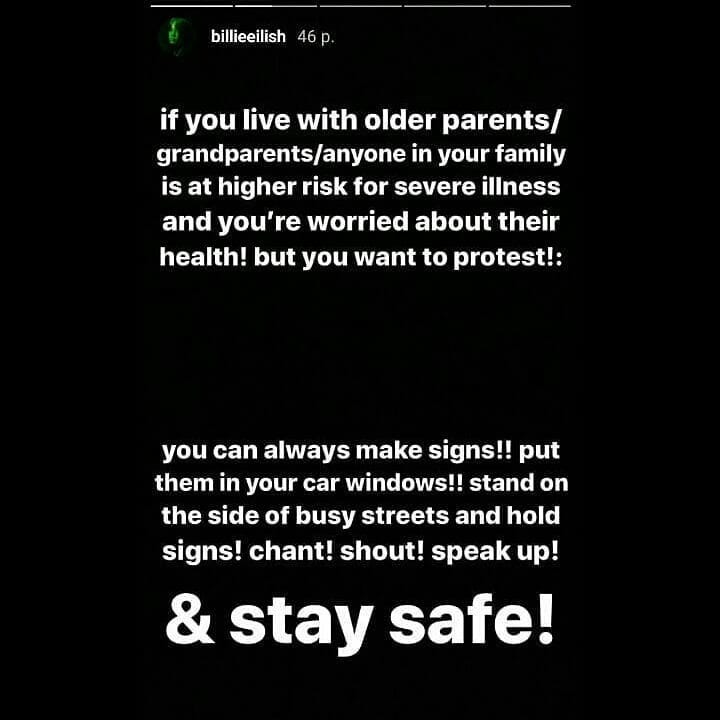 billieeilish 46 p.
if you live with older parents/
grandparents/anyone in your family
is at higher risk for severe illness
and you’re worried about their
health! but you want to protest!:
you can always make signs!! put
them in your car windows!! stand on
the side of busy streets and hold
signs! chant! shout! speak up!
& stay safe!